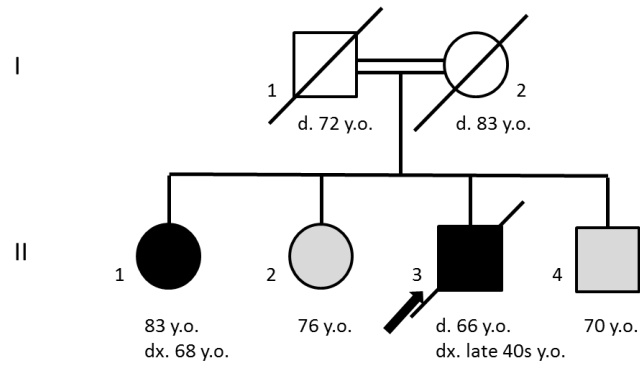 I
1
2
d. 72 y.o.
d. 83 y.o.
II
1
2
3
4
83 y.o.
dx. 68 y.o.
76 y.o.
d. 66 y.o.
dx. late 40s y.o.
70 y.o.